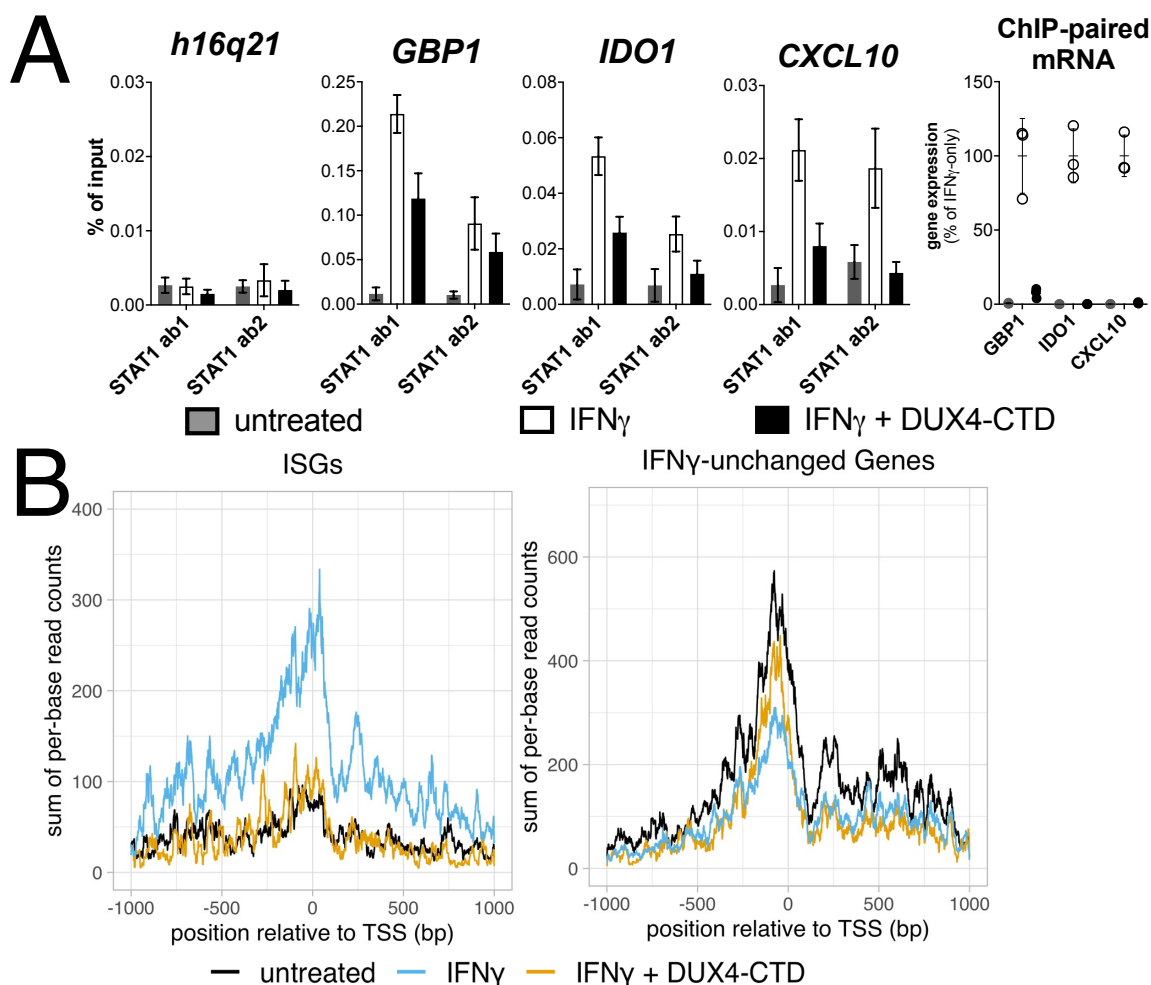 A
h16q21
GBP1
IDO1
CXCL10
ChIP-paired
mRNA
% of input
0.03
0.02
0.01
0.00
STAT1 ab1
STAT1 ab2
0.25
0.20
0.15
0.10
0.05
0.00
STAT1 ab1
STAT1 ab2
0.08
0.06
0.04
0.02
0.00
STAT1 ab1
STAT1 ab2
0.03
0.02
0.01
0.00
STAT1 ab1
STAT1 ab2
gene expression
(% of IFNγ-only)
150
100
50
0
GBP1
IDO1
CXCL10
untreated
IFNγ
IFNγ + DUX4-CTD
B
ISGs
sum of per-base read counts
400
300
200
100
0
-1000
-500
0
500
1000
position relative to TSS (bp)
IFNγ-unchanged Genes
sum of per-base read counts
600
400
200
0
-1000
-500
0
500
1000
position relative to TSS (bp)
untreated
IFNγ
IFNγ + DUX4-CTD